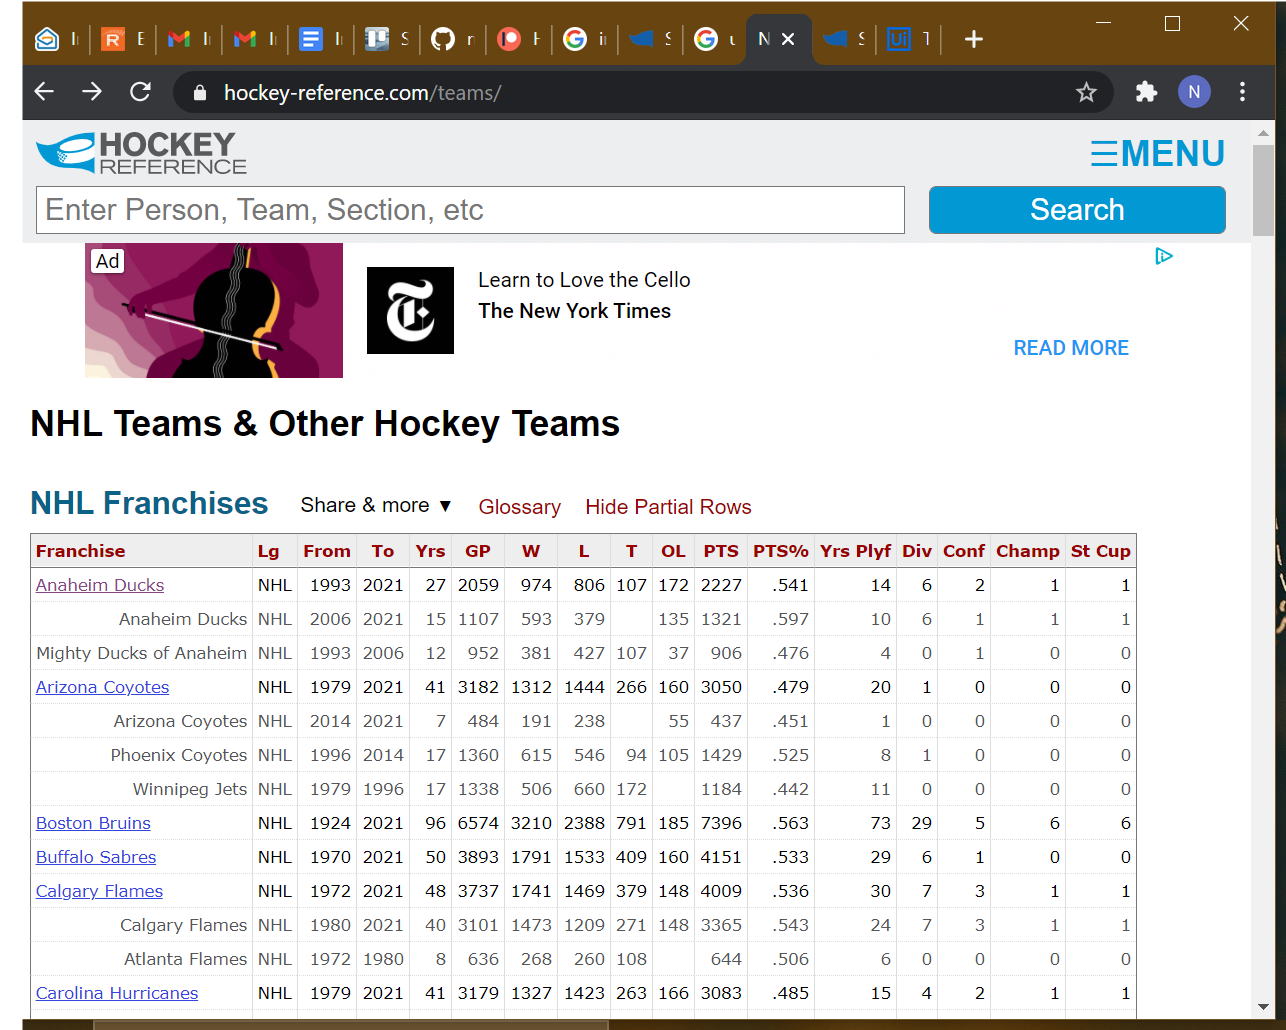 I R E I I I S r F i S u N S Ui T
hockey-reference.com/teams/ N
HOCKEY REFERENCE MENU
Enter Person, Team, Section, etc Search
Ad
Learn to Love the Cello
The New York Times
READ MORE
NHL Teams & Other Hockey Teams
NHL Franchises Share & more ▼ Glossary Hide Partial Rows
Franchise Lg From To Yrs GP W L T OL PTS PTS% Yrs Plyf Div Conf Champ St Cup
Anaheim Ducks NHL 1993 2021 27 2059 974 806 107 172 2227 .541 14 6 2 1 1
Anaheim Ducks NHL 2006 2021 15 1107 593 379 135 1321 .597 10 6 1 1 1
Mighty Ducks of Anaheim NHL 1993 2006 12 952 381 427 107 37 906 .476 4 0 1 0 0
Arizona Coyotes NHL 1979 2021 41 3182 1312 1444 266 160 3050 .479 20 1 0 0 0
Arizona Coyotes NHL 2014 2021 7 484 191 238 55 437 .451 1 0 0 0 0
Phoenix Coyotes NHL 1996 2014 17 1360 615 546 94 105 1429 .525 8 1 0 0 0
Winnipeg Jets NHL 1979 1996 17 1338 506 660 172 1184 .442 11 0 0 0 0
Boston Bruins NHL 1924 2021 96 6574 3210 2388 791 185 7396 .563 73 29 5 6 6
Buffalo Sabres NHL 1970 2021 50 3893 1791 1533 409 160 4151 .533 29 6 1 0 0
Calgary Flames NHL 1972 2021 48 3737 1741 1469 379 148 4009 .536 30 7 3 1 1
Calgary Flames NHL 1980 2021 40 3101 1473 1209 271 148 3365 .543 24 7 3 1 1
Atlanta Flames NHL 1972 1980 8 636 268 260 108 644 .506 6 0 0 0 0
Carolina Hurricanes NHL 1979 2021 41 3179 1327 1423 263 166 3083 .485 15 4 2 1 1